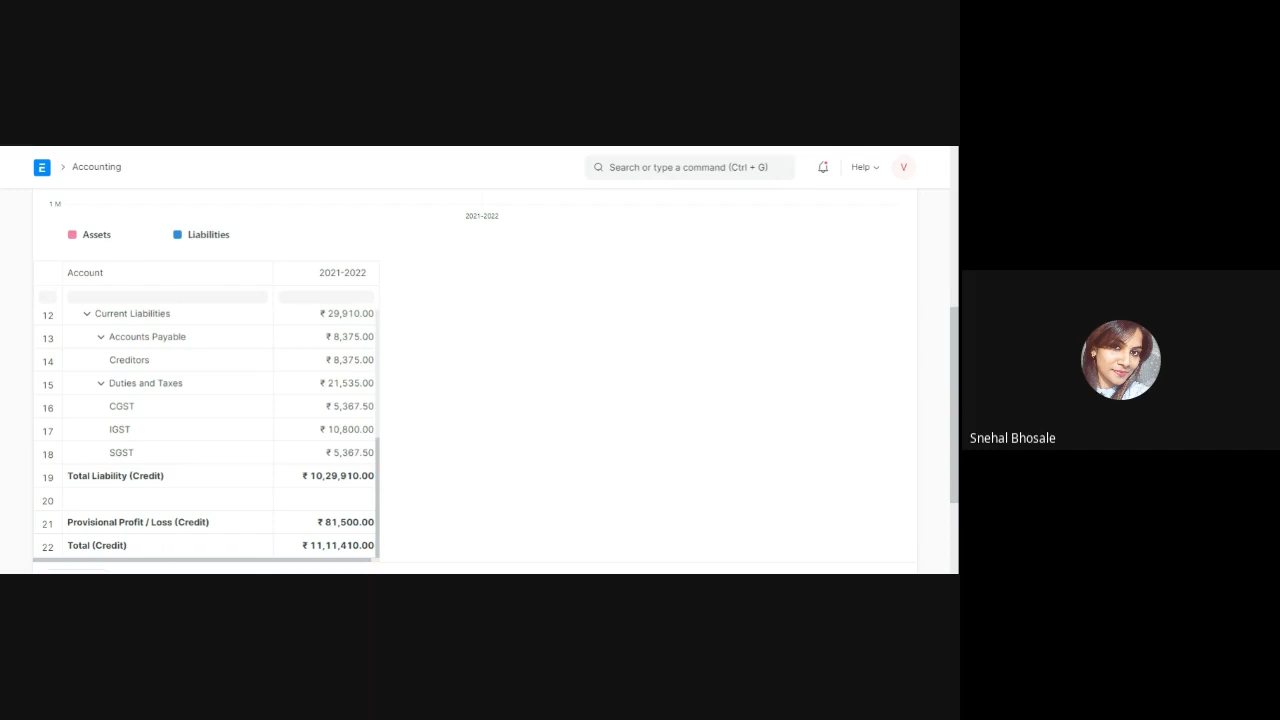 E > Accounting Search or type a command (Ctrl + G) Help V
1 M
2021-2022
Assets Liabilities
Account 2021-2022
12 Current Liabilities ₹ 29,910.00
13 Accounts Payable ₹ 8,375.00
14 Creditors ₹ 8,375.00
15 Duties and Taxes ₹ 21,535.00
16 CGST ₹ 5,367.50
17 IGST ₹ 10,800.00
18 SGST ₹ 5,367.50
19 Total Liability (Credit) ₹ 10,29,910.00
20
21 Provisional Profit / Loss (Credit) ₹ 81,500.00
22 Total (Credit) ₹ 11,11,410.00
Snehal Bhosale